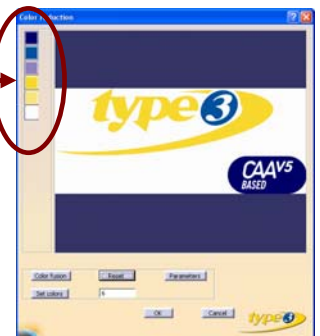 Color Reduction
type3
CAA V5
BASED
Color fusion Reset Parameters
Set colors 6
OK Cancel
type3